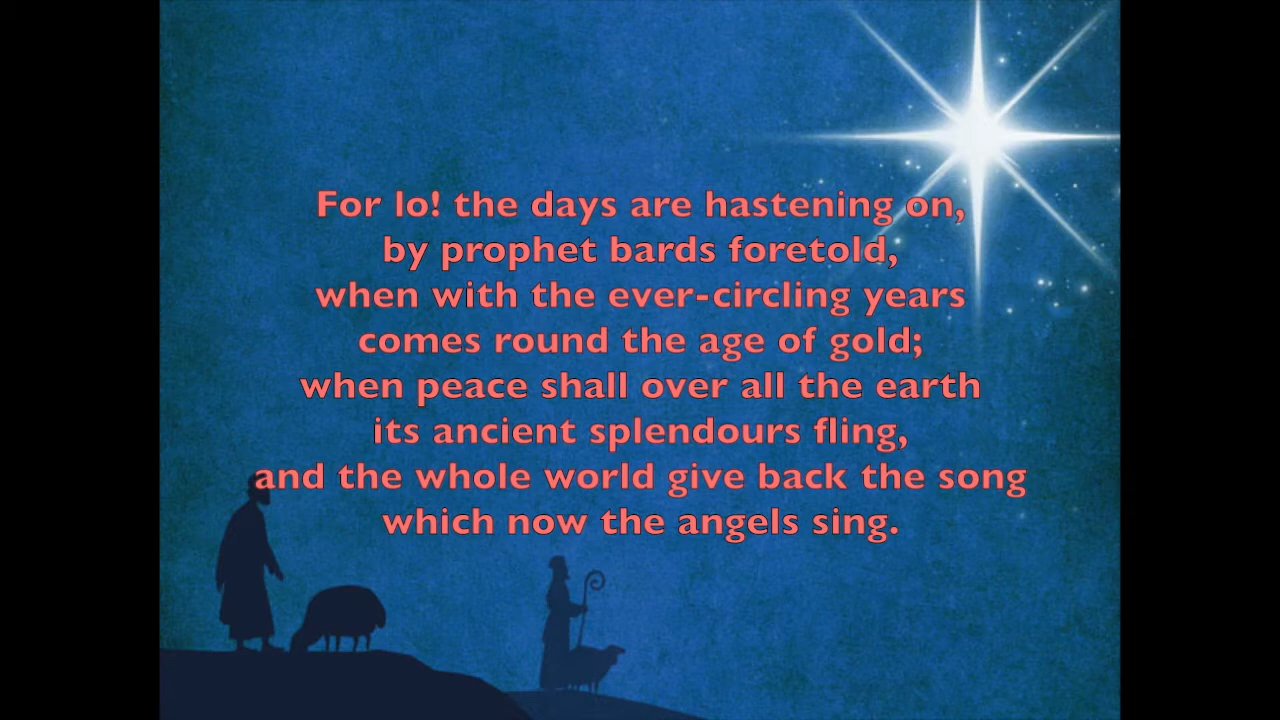 For lo! the days are hastening on,
by prophet bards foretold,
when with the ever-circling years
comes round the age of gold;
when peace shall over all the earth
its ancient splendours fling,
and the whole world give back the song
which now the angels sing.